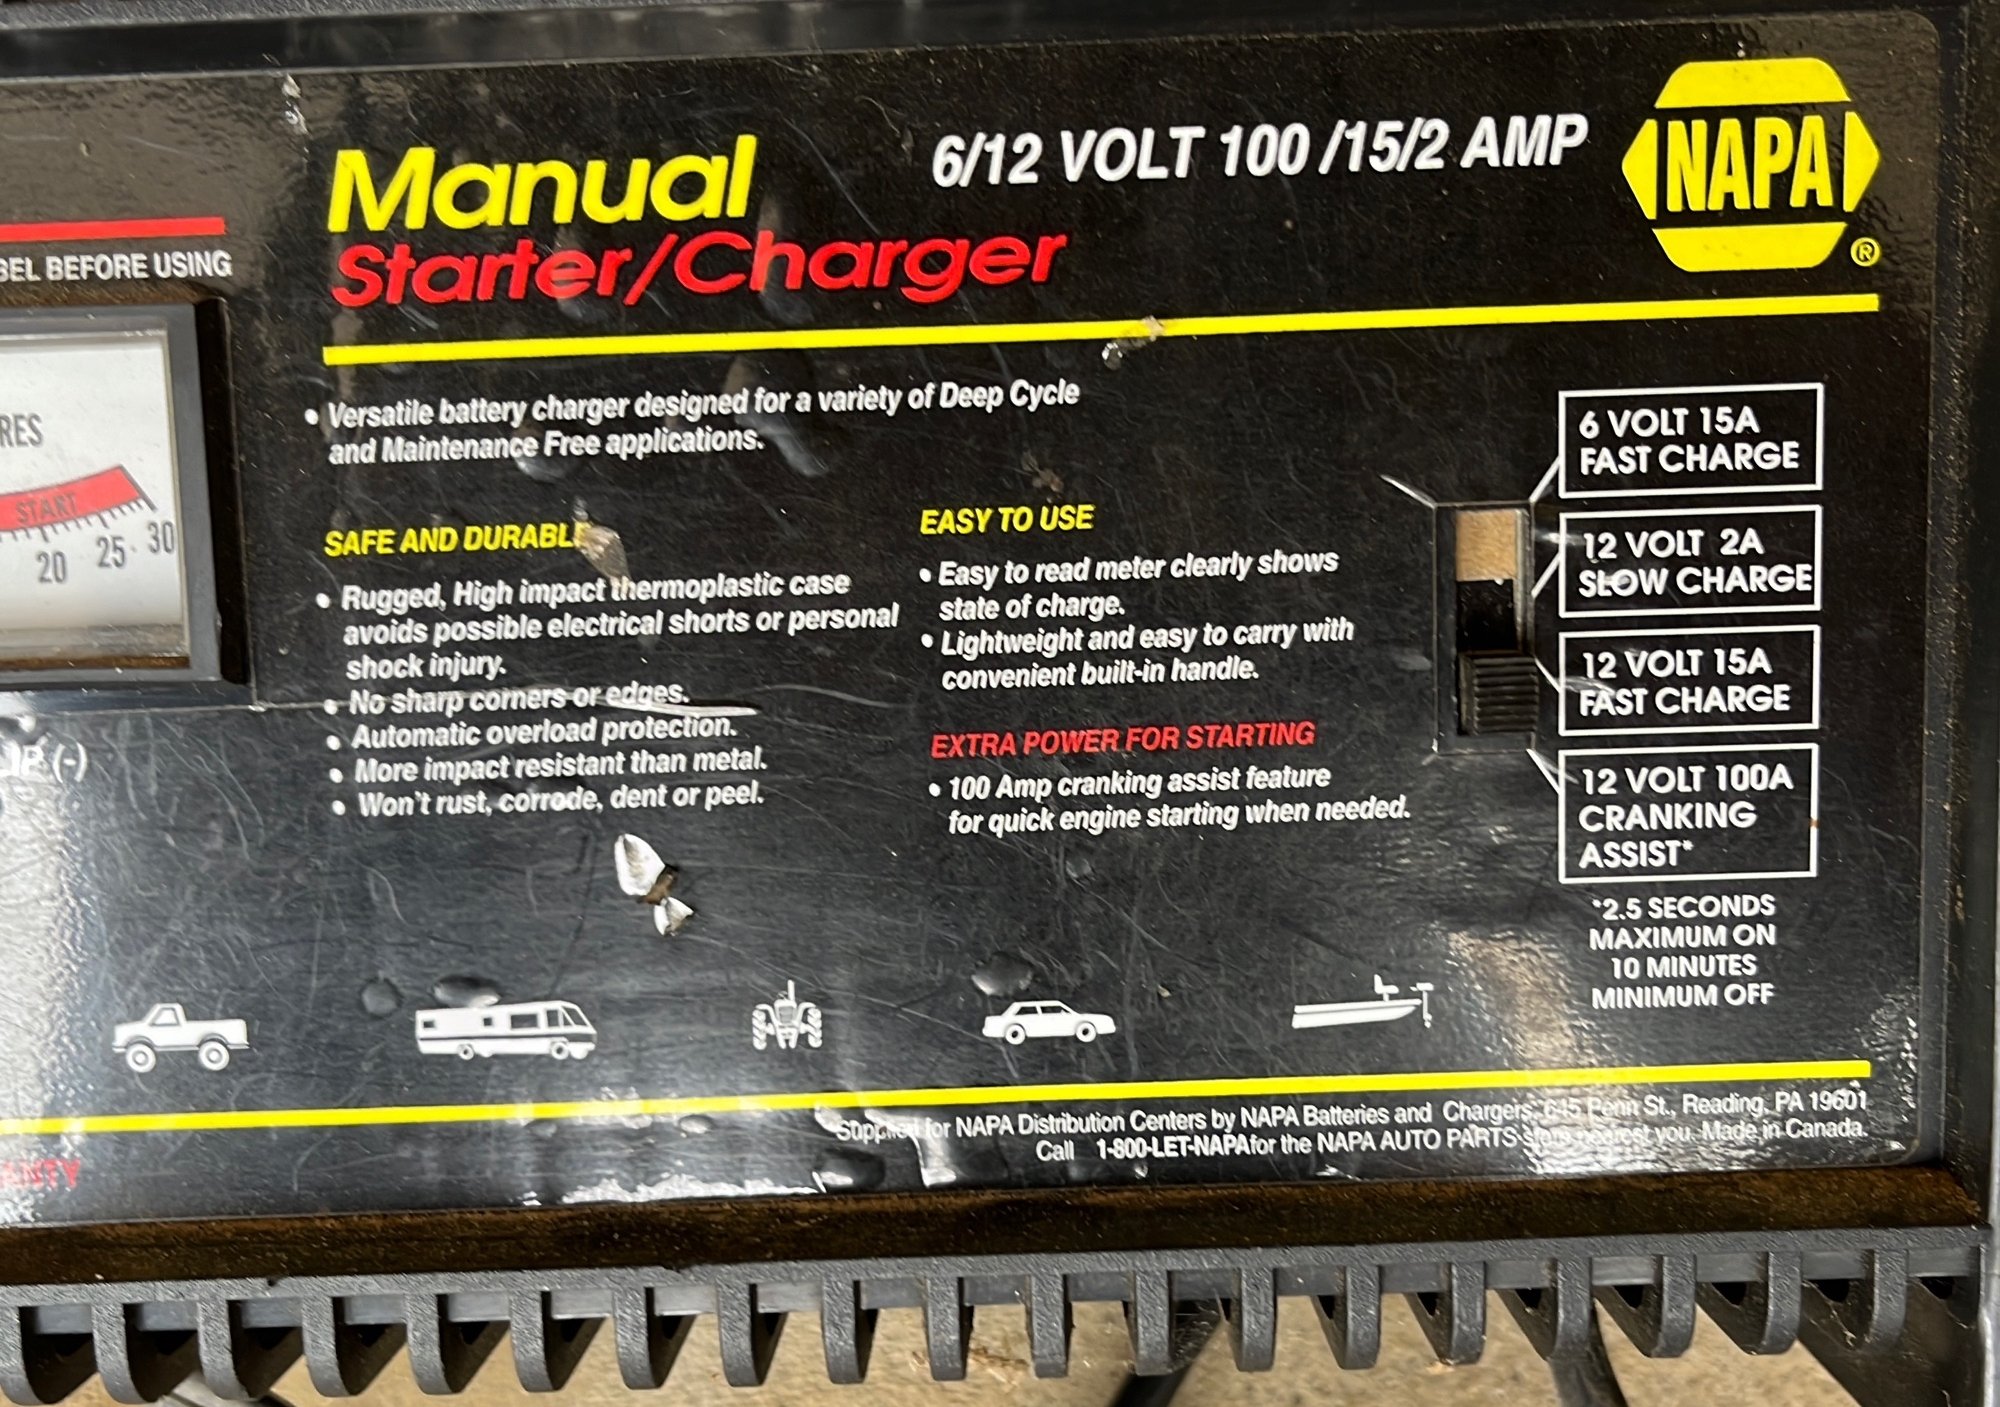 Manual
Starter/Charger
6/12 VOLT 100 /15/2 AMP
NAPA
®
BEFORE USING
START
20 25 30
(-)
• Versatile battery charger designed for a variety of Deep Cycle
and Maintenance Free applications.
SAFE AND DURABLE
• Rugged, High impact thermoplastic case
avoids possible electrical shorts or personal
shock injury.
• No sharp corners or edges.
• Automatic overload protection.
• More impact resistant than metal.
• Won't rust, corrode, dent or peel.
EASY TO USE
• Easy to read meter clearly shows
state of charge.
• Lightweight and easy to carry with
convenient built-in handle.
EXTRA POWER FOR STARTING
• 100 Amp cranking assist feature
for quick engine starting when needed.
6 VOLT 15A
FAST CHARGE
12 VOLT 2A
SLOW CHARGE
12 VOLT 15A
FAST CHARGE
12 VOLT 100A
CRANKING
ASSIST*
*2.5 SECONDS
MAXIMUM ON
10 MINUTES
MINIMUM OFF
Supplied for NAPA Distribution Centers by NAPA Batteries and Chargers, 645 Penn St., Reading, PA 19601
Call 1-800-LET-NAPA for the NAPA AUTO PARTS store nearest you. Made in Canada.